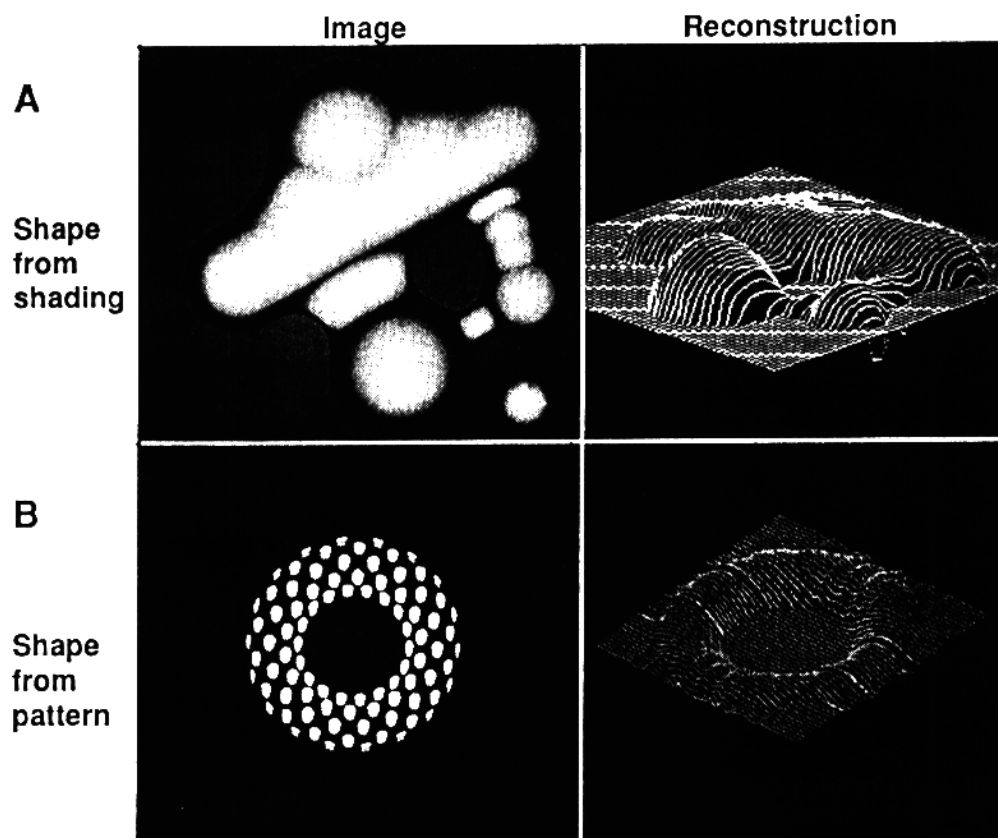 Image Reconstruction
A
Shape
from
shading
B
Shape
from
pattern